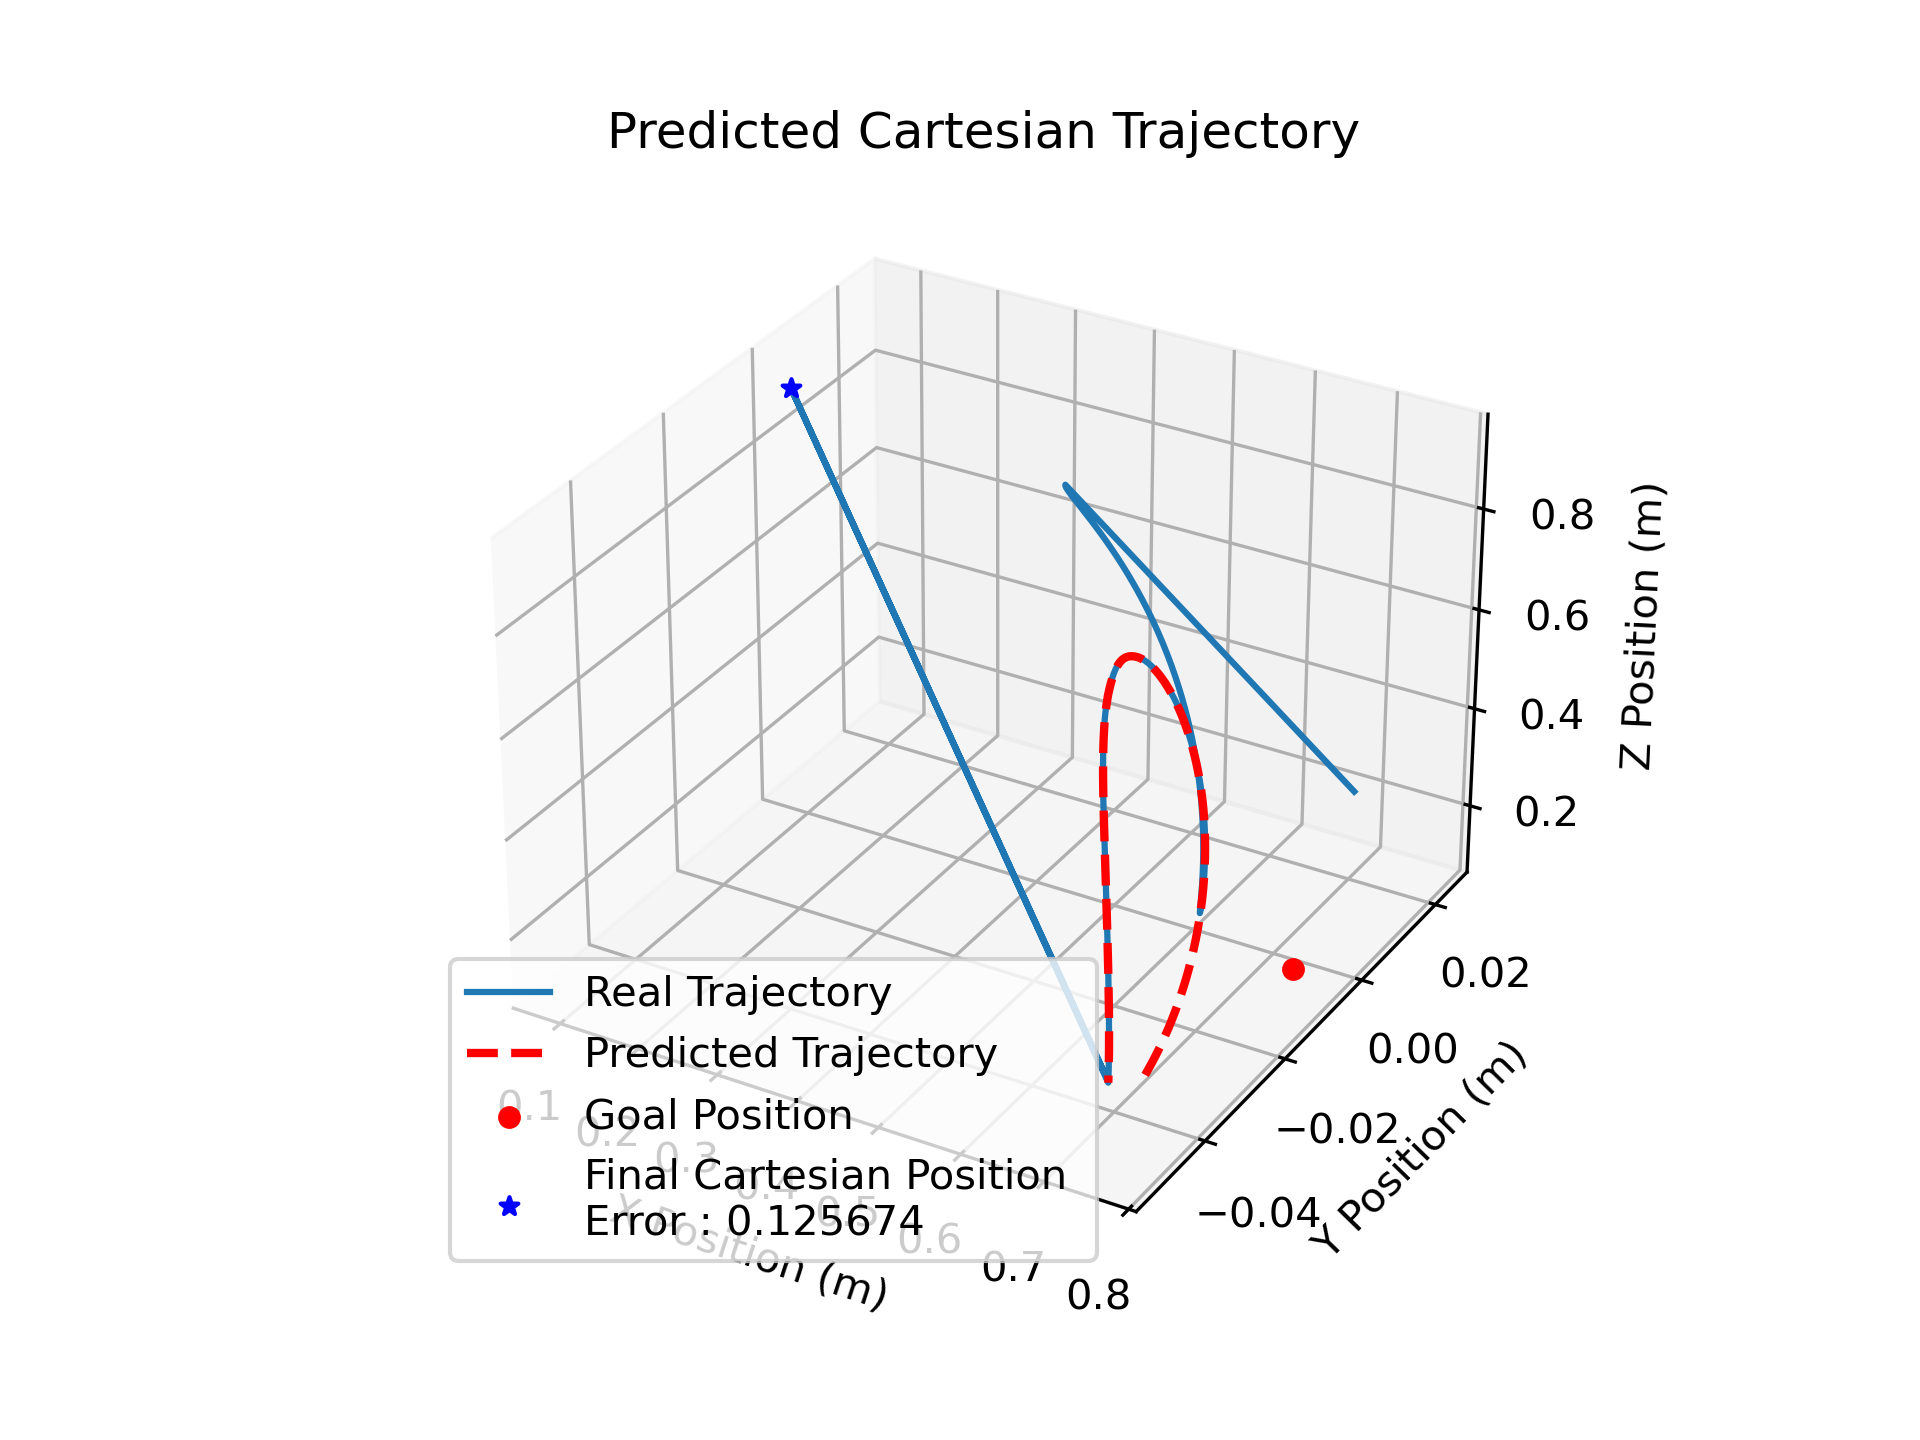 Predicted Cartesian Trajectory
0.8
0.6
0.4
0.2
Z Position (m)
0.02
0.00
−0.02
−0.04
Y Position (m)
Real Trajectory
Predicted Trajectory
Goal Position
Final Cartesian Position
Error : 0.125674
0.1
0.2
0.3
0.4
0.5
0.6
0.7
0.8
X Position (m)